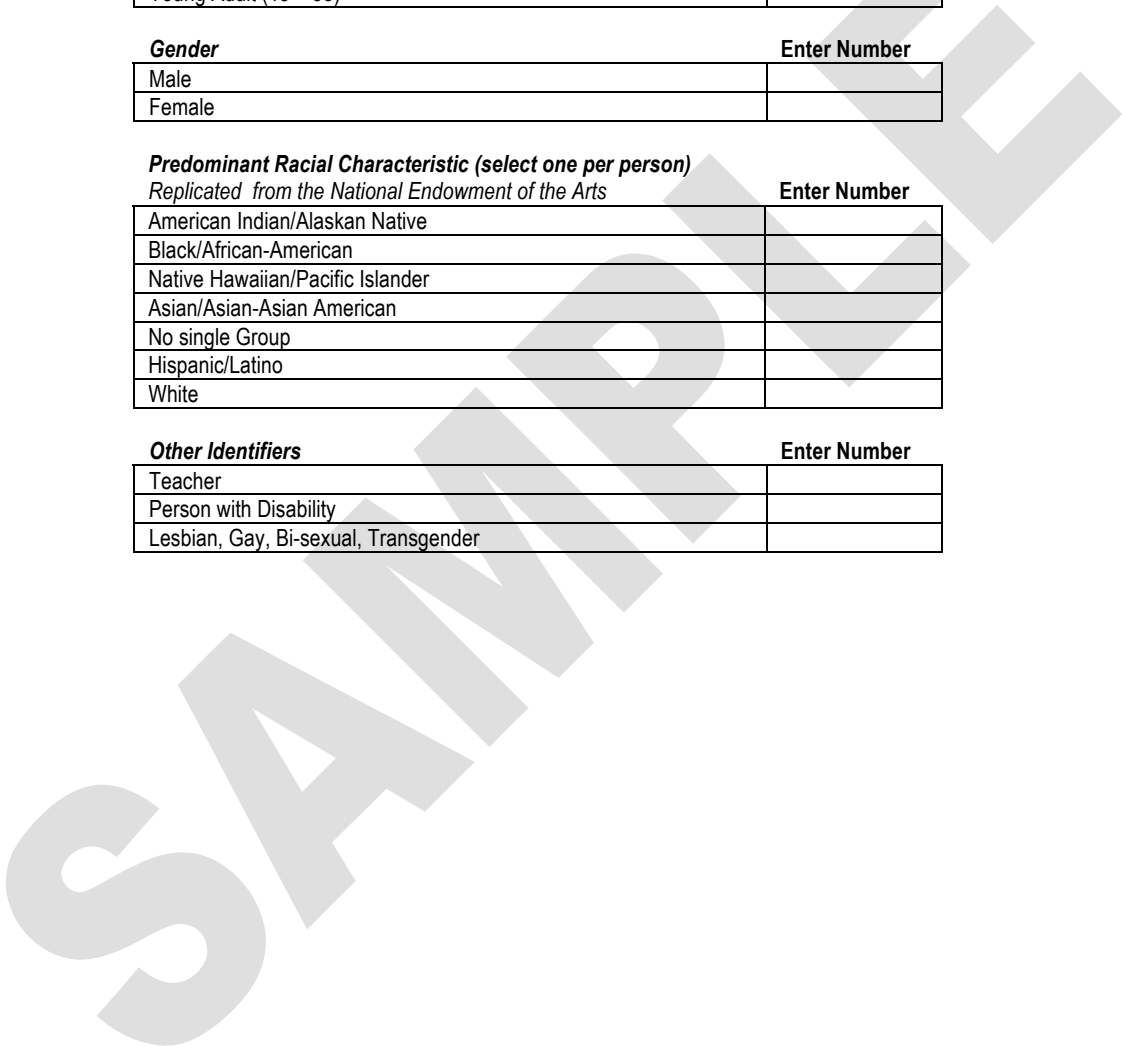 Gender Enter Number
Male
Female
Predominant Racial Characteristic (select one per person)
Replicated from the National Endowment of the Arts Enter Number
American Indian/Alaskan Native
Black/African-American
Native Hawaiian/Pacific Islander
Asian/Asian-Asian American
No single Group
Hispanic/Latino
White
Other Identifiers Enter Number
Teacher
Person with Disability
Lesbian, Gay, Bi-sexual, Transgender
SAMPLE